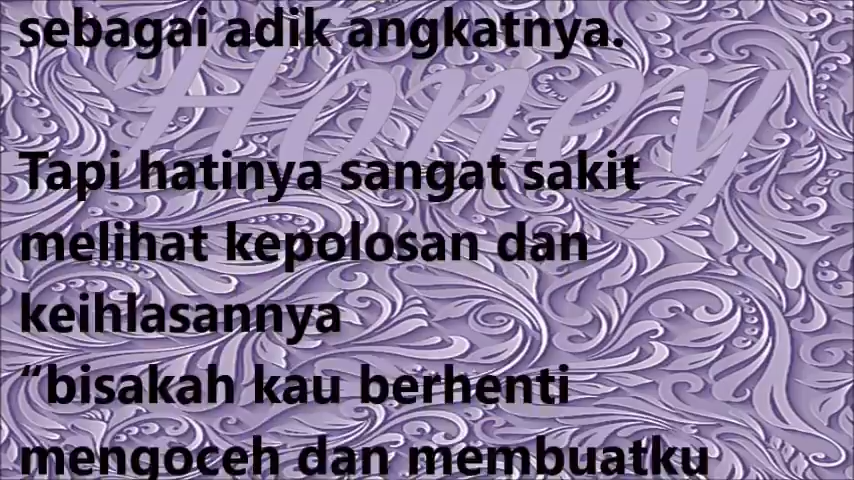 sebagai adik angkatnya.
Honey
Tapi hatinya sangat sakit
melihat kepolosan dan
keihlasannya
“bisakah kau berhenti
mengoceh dan membuatku